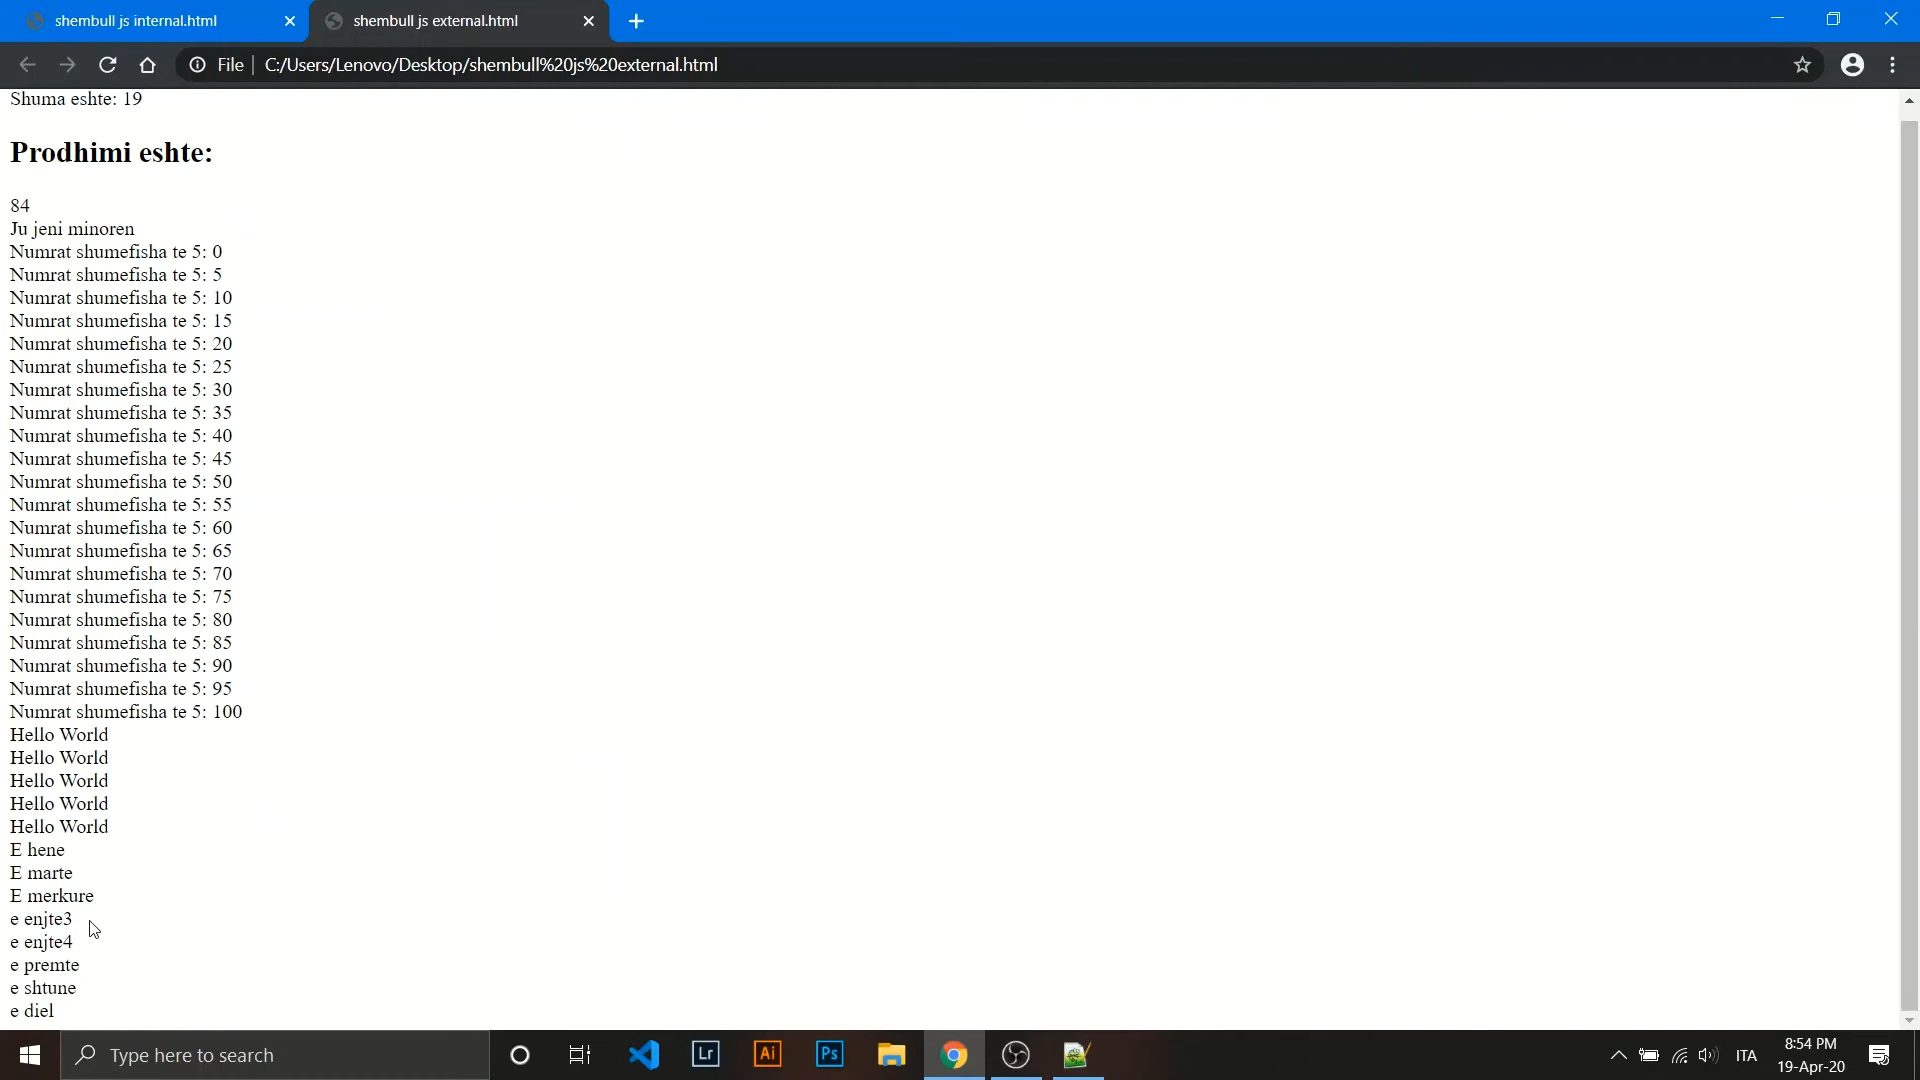 shembull js internal.html
shembull js external.html
File
C:/Users/Lenovo/Desktop/shembull%20js%20external.html
Shuma eshte: 19
Prodhimi eshte:
84
Ju jeni minoren
Numrat shumefisha te 5: 0
Numrat shumefisha te 5: 5
Numrat shumefisha te 5: 10
Numrat shumefisha te 5: 15
Numrat shumefisha te 5: 20
Numrat shumefisha te 5: 25
Numrat shumefisha te 5: 30
Numrat shumefisha te 5: 35
Numrat shumefisha te 5: 40
Numrat shumefisha te 5: 45
Numrat shumefisha te 5: 50
Numrat shumefisha te 5: 55
Numrat shumefisha te 5: 60
Numrat shumefisha te 5: 65
Numrat shumefisha te 5: 70
Numrat shumefisha te 5: 75
Numrat shumefisha te 5: 80
Numrat shumefisha te 5: 85
Numrat shumefisha te 5: 90
Numrat shumefisha te 5: 95
Numrat shumefisha te 5: 100
Hello World
Hello World
Hello World
Hello World
Hello World
E hene
E marte
E merkure
e enjte3
e enjte4
e premte
e shtune
e diel
Type here to search
Lr
Ai
Ps
ITA
8:54 PM
19-Apr-20